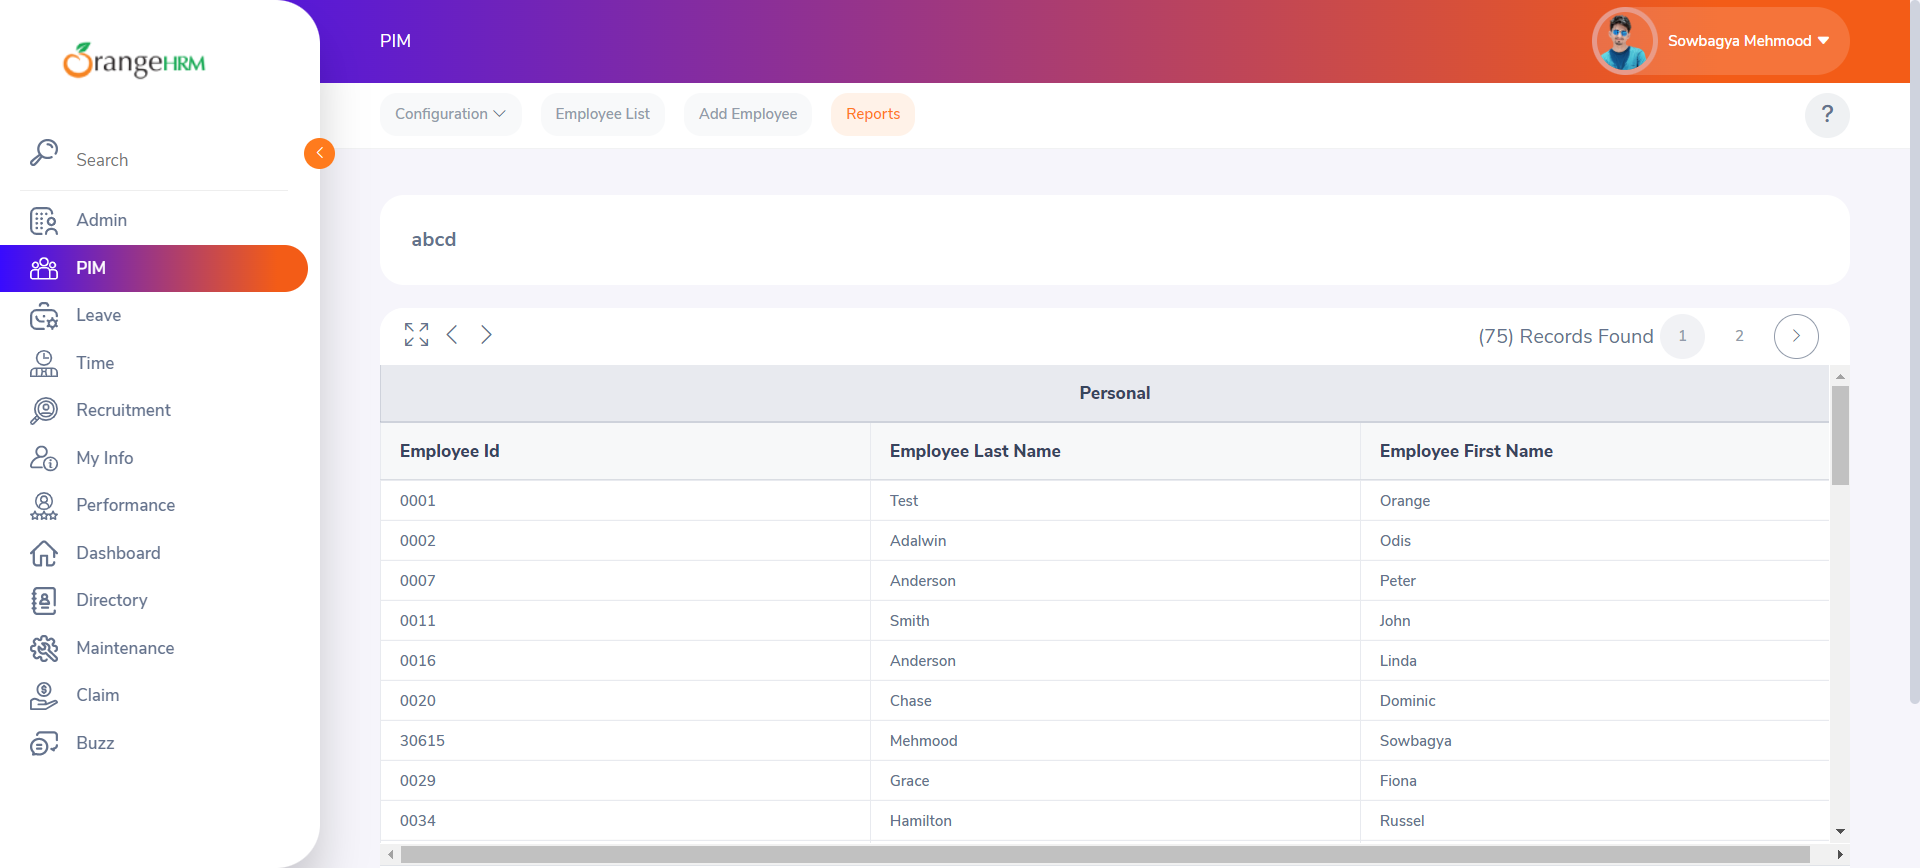 OrangeHRM
PIM
Sowbagya Mehmood
Configuration
Employee List
Add Employee
Reports
?
Search
Admin
PIM
Leave
Time
Recruitment
My Info
Performance
Dashboard
Directory
Maintenance
Claim
Buzz
abcd
(75) Records Found 1 2
Personal
Employee Id Employee Last Name Employee First Name
0001 Test Orange
0002 Adalwin Odis
0007 Anderson Peter
0011 Smith John
0016 Anderson Linda
0020 Chase Dominic
30615 Mehmood Sowbagya
0029 Grace Fiona
0034 Hamilton Russel